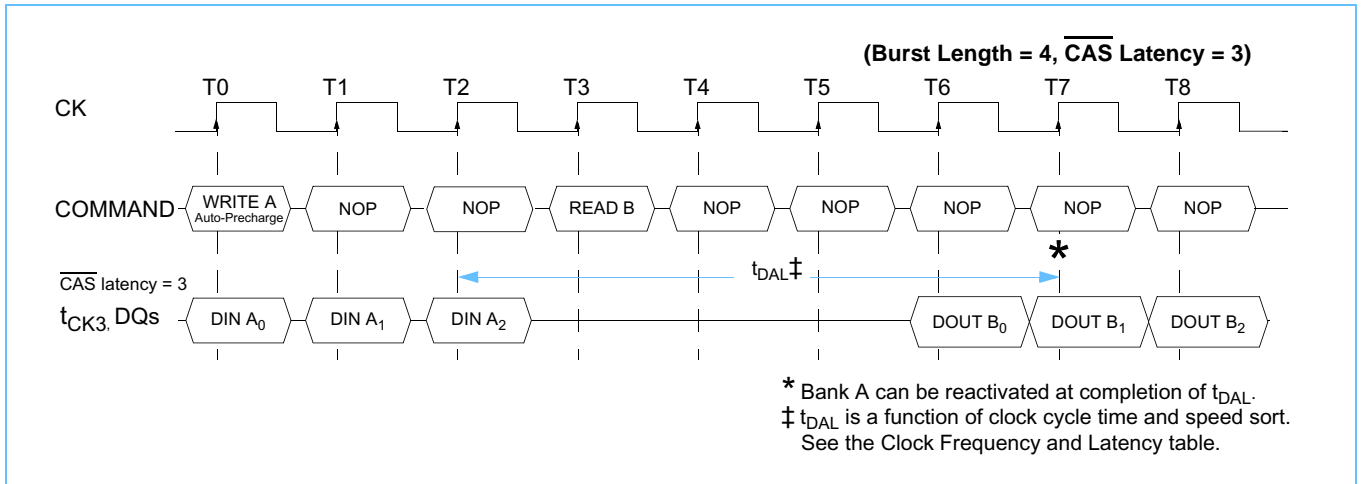 (Burst Length = 4, CAS Latency = 3)
T0 T1 T2 T3 T4 T5 T6 T7 T8
CK
COMMAND WRITE A Auto-Precharge NOP NOP READ B NOP NOP NOP NOP NOP
*
tDAL‡
CAS latency = 3
tCK3, DQs DIN A0 DIN A1 DIN A2 DOUT B0 DOUT B1 DOUT B2
* Bank A can be reactivated at completion of tDAL.
‡ tDAL is a function of clock cycle time and speed sort.
See the Clock Frequency and Latency table.